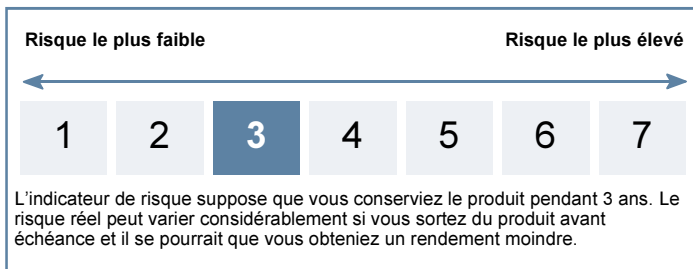 Risque le plus faible Risque le plus élevé
1 2 3 4 5 6 7
L'indicateur de risque suppose que vous conserviez le produit pendant 3 ans. Le
risque réel peut varier considérablement si vous sortez du produit avant
échéance et il se pourrait que vous obteniez un rendement moindre.